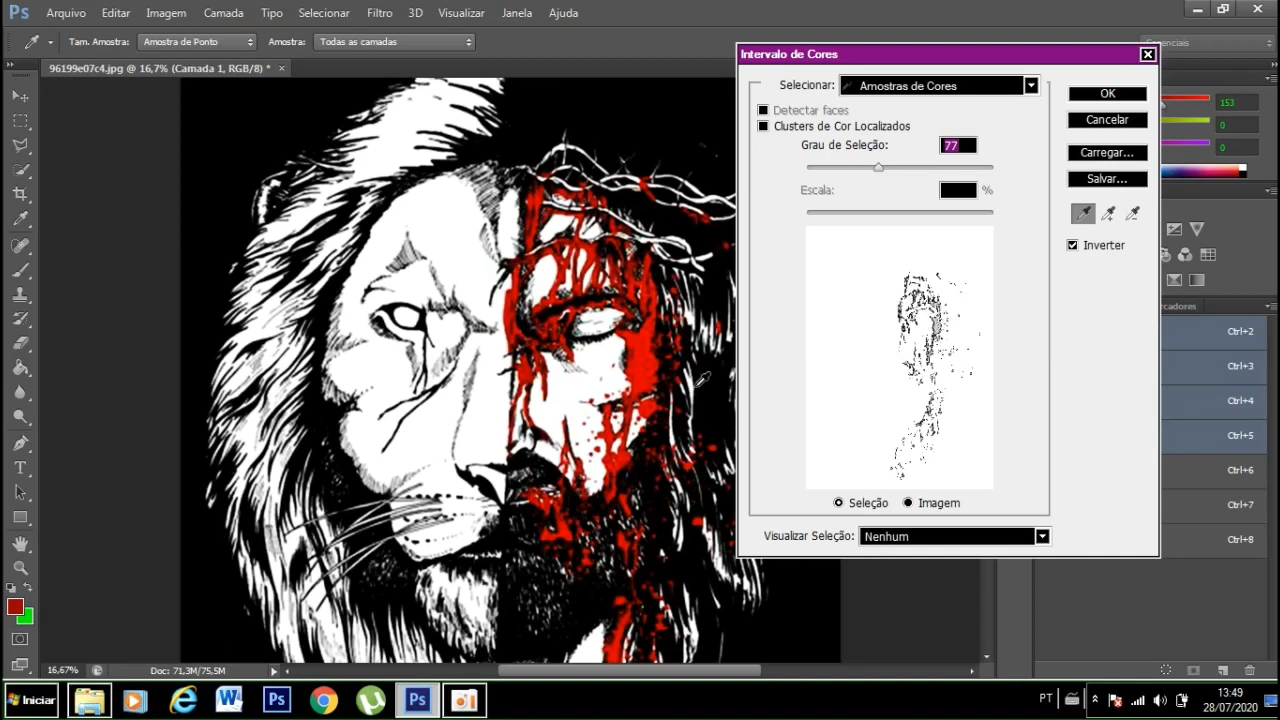 Ps Arquivo Editar Imagem Camada Tipo Selecionar Filtro 3D Visualizar Janela Ajuda
Tam. Amostra: Amostra de Ponto Amostra: Todas as camadas
96199e07c4.jpg @ 16,7% (Camada 1, RGB/8) * ×
Intervalo de Cores
Selecionar: Amostras de Cores
Detectar faces
Clusters de Cor Localizados
Grau de Seleção: 77
Escala: %
Seleção Imagem
Visualizar Seleção: Nenhum
OK
Cancelar
Carregar...
Salvar...
Inverter
153
0
0
Ctrl+2
Ctrl+3
Ctrl+4
Ctrl+5
Ctrl+6
Ctrl+7
Ctrl+8
16,67% Doc: 71,3M/75,5M
Iniciar W Ps µ Ps PT 13:49
28/07/2020